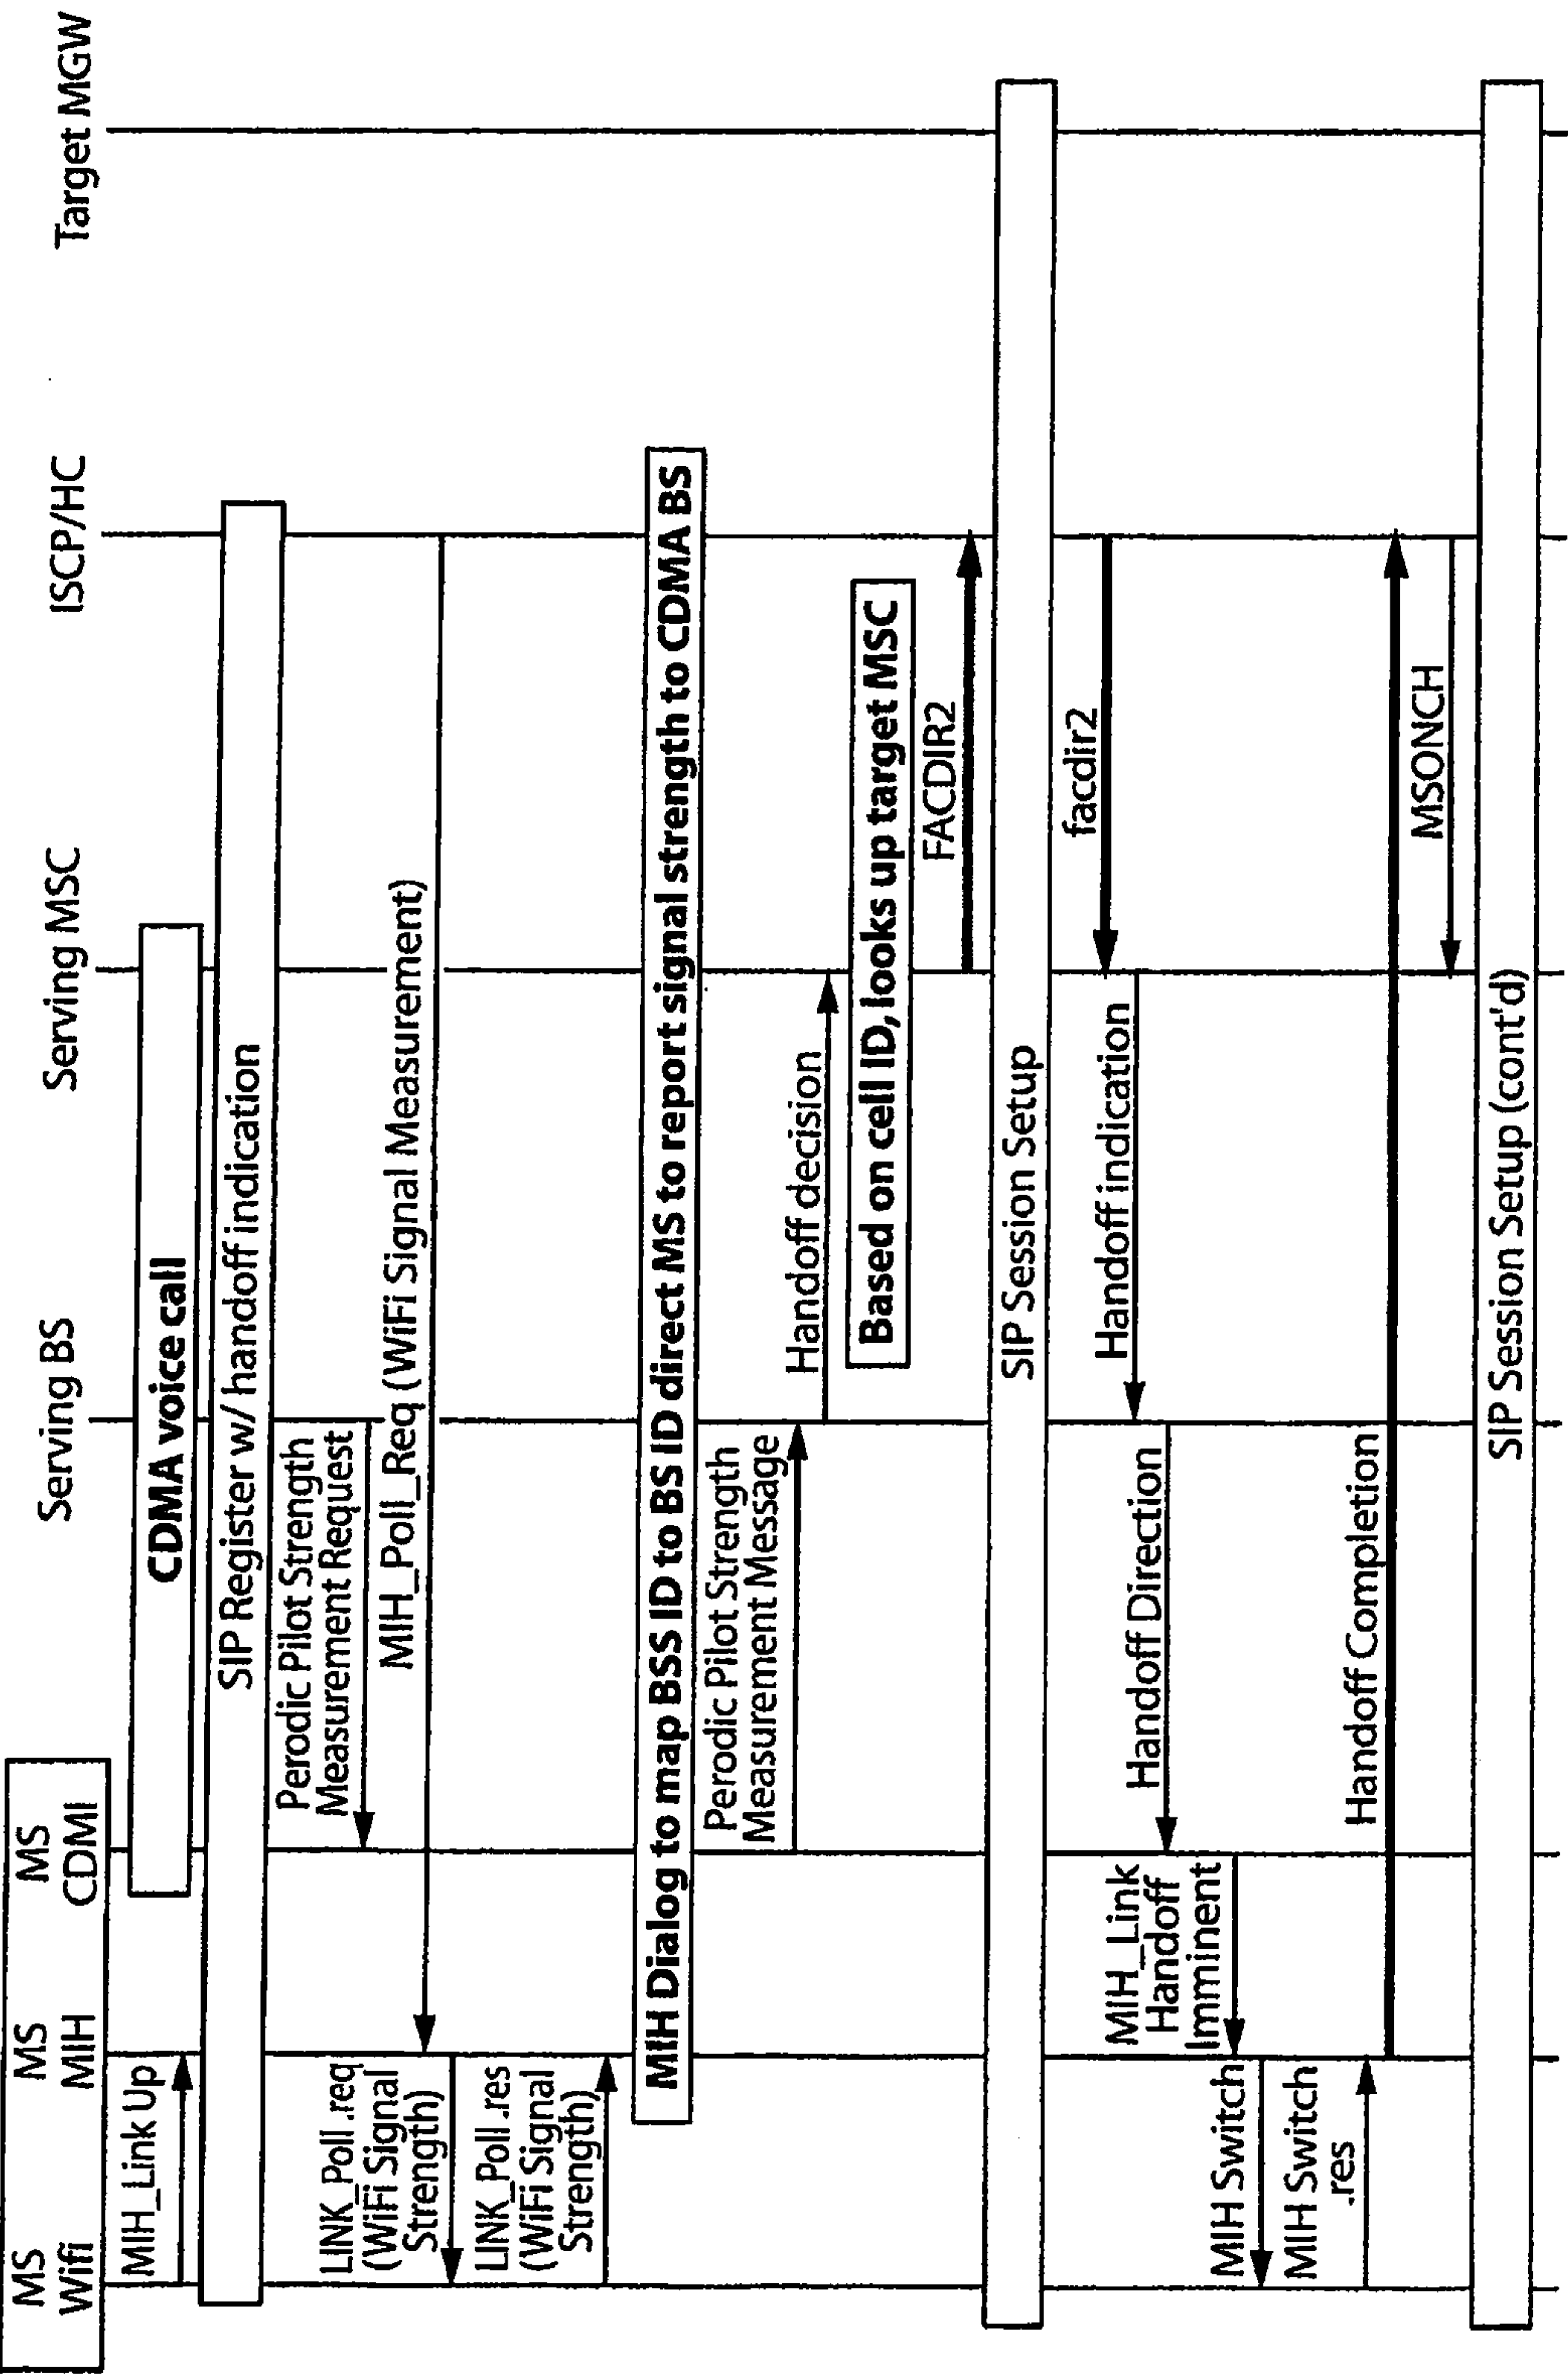 MS
Wifi
MS
MIH
MS
CDMI
Serving BS
Serving MSC
ISCP/HC
Target MGW
CDMA voice call
MIH_Link Up
SIP Register w/ handoff indication
Perodic Pilot Strength
Measurement Request
MIH_Poll_Req (WiFi Signal Measurement)
LINK_Poll .req
(WiFi Signal
Strength)
LINK_Poll .res
(WiFi Signal
Strength)
MIH Dialog to map BSS ID to BS ID direct MS to report signal strength to CDMA BS
Perodic Pilot Strength
Measurement Message
Handoff decision
Based on cell ID, looks up target MSC
FACDIR2
SIP Session Setup
facdir2
Handoff indication
Handoff Direction
MIH_Link
Handoff
Imminent
MIH Switch
MIH Switch
.res
Handoff Completion
MSONCH
SIP Session Setup (cont'd)